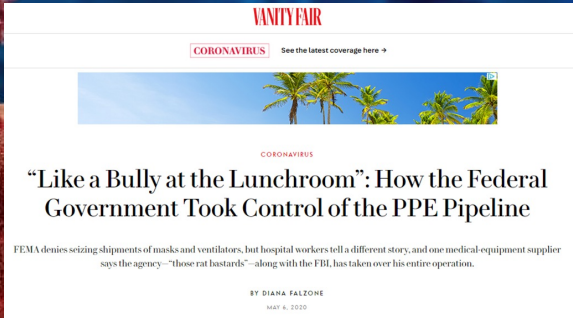 VANITY FAIR
CORONAVIRUS See the latest coverage here →
CORONAVIRUS
“Like a Bully at the Lunchroom”: How the Federal
Government Took Control of the PPE Pipeline
FEMA denies seizing shipments of masks and ventilators, but hospital workers tell a different story, and one medical-equipment supplier
says the agency—“those rat bastards”—along with the FBI, has taken over his entire operation.
BY DIANA FALZONE
MAY 6, 2020